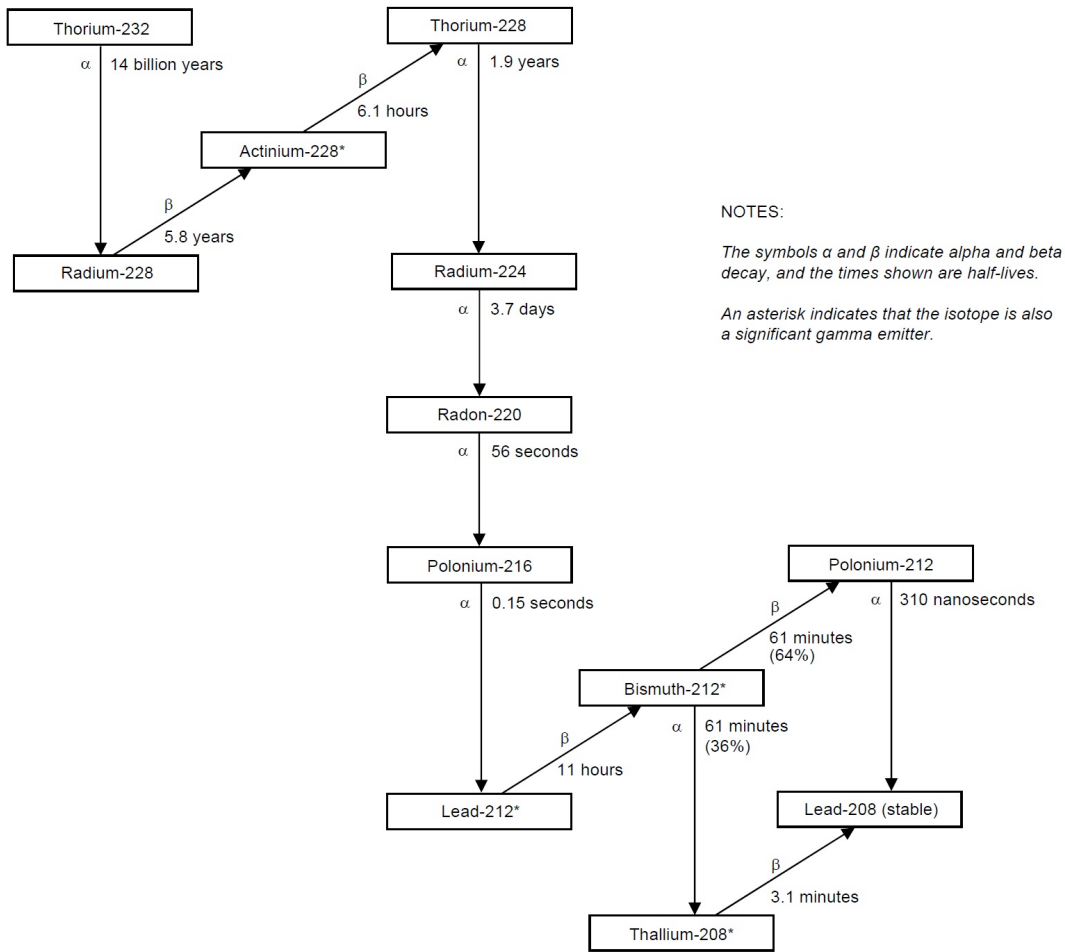 Thorium-232
α 14 billion years
Radium-228
β
5.8 years
Actinium-228*
β
6.1 hours
Thorium-228
α 1.9 years
Radium-224
α 3.7 days
Radon-220
α 56 seconds
Polonium-216
α 0.15 seconds
Lead-212*
β
11 hours
Bismuth-212*
β
61 minutes
(64%)
Polonium-212
α 310 nanoseconds
α 61 minutes
(36%)
Thallium-208*
β
3.1 minutes
Lead-208 (stable)
NOTES:
The symbols α and β indicate alpha and beta
decay, and the times shown are half-lives.
An asterisk indicates that the isotope is also
a significant gamma emitter.